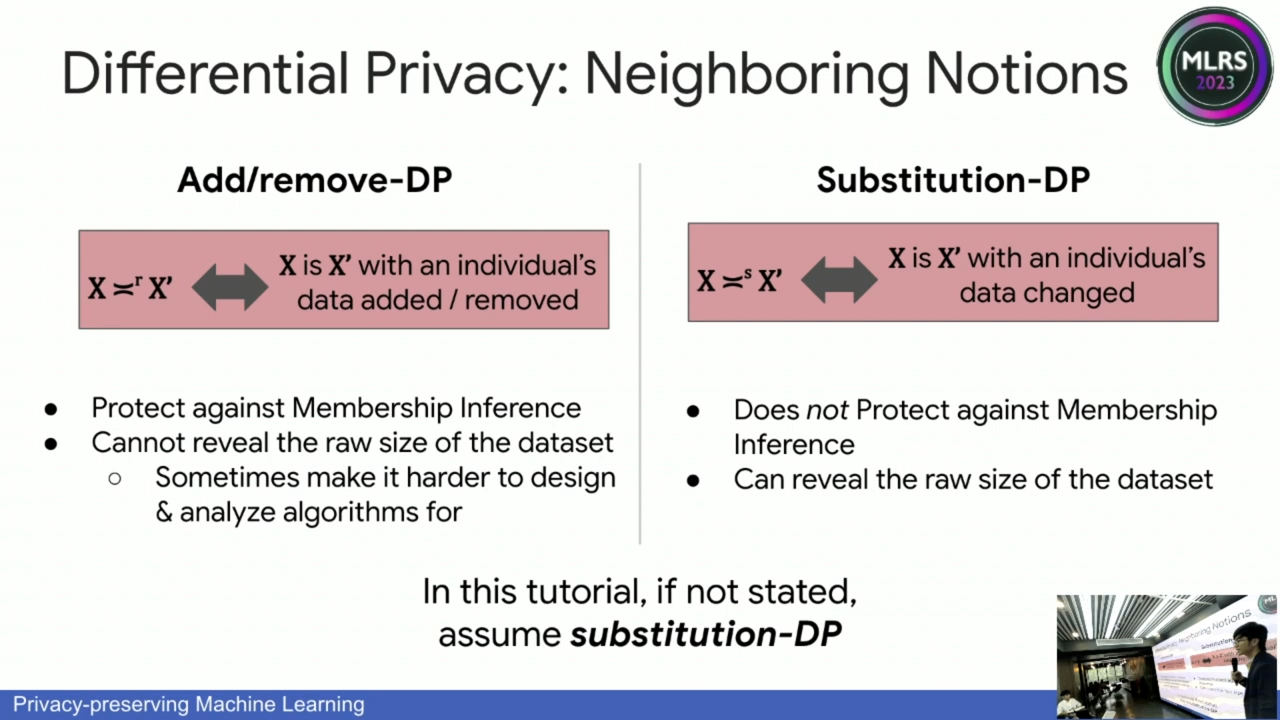 Differential Privacy: Neighboring Notions
MLRS
2023
Add/remove-DP
X ≍ʳ X’
X is X’ with an individual’s
data added / removed
● Protect against Membership Inference
● Cannot reveal the raw size of the dataset
○ Sometimes make it harder to design
& analyze algorithms for
Substitution-DP
X ≍ˢ X’
X is X’ with an individual’s
data changed
● Does not Protect against Membership
Inference
● Can reveal the raw size of the dataset
In this tutorial, if not stated,
assume substitution-DP
Neighboring Notions
Privacy-preserving Machine Learning